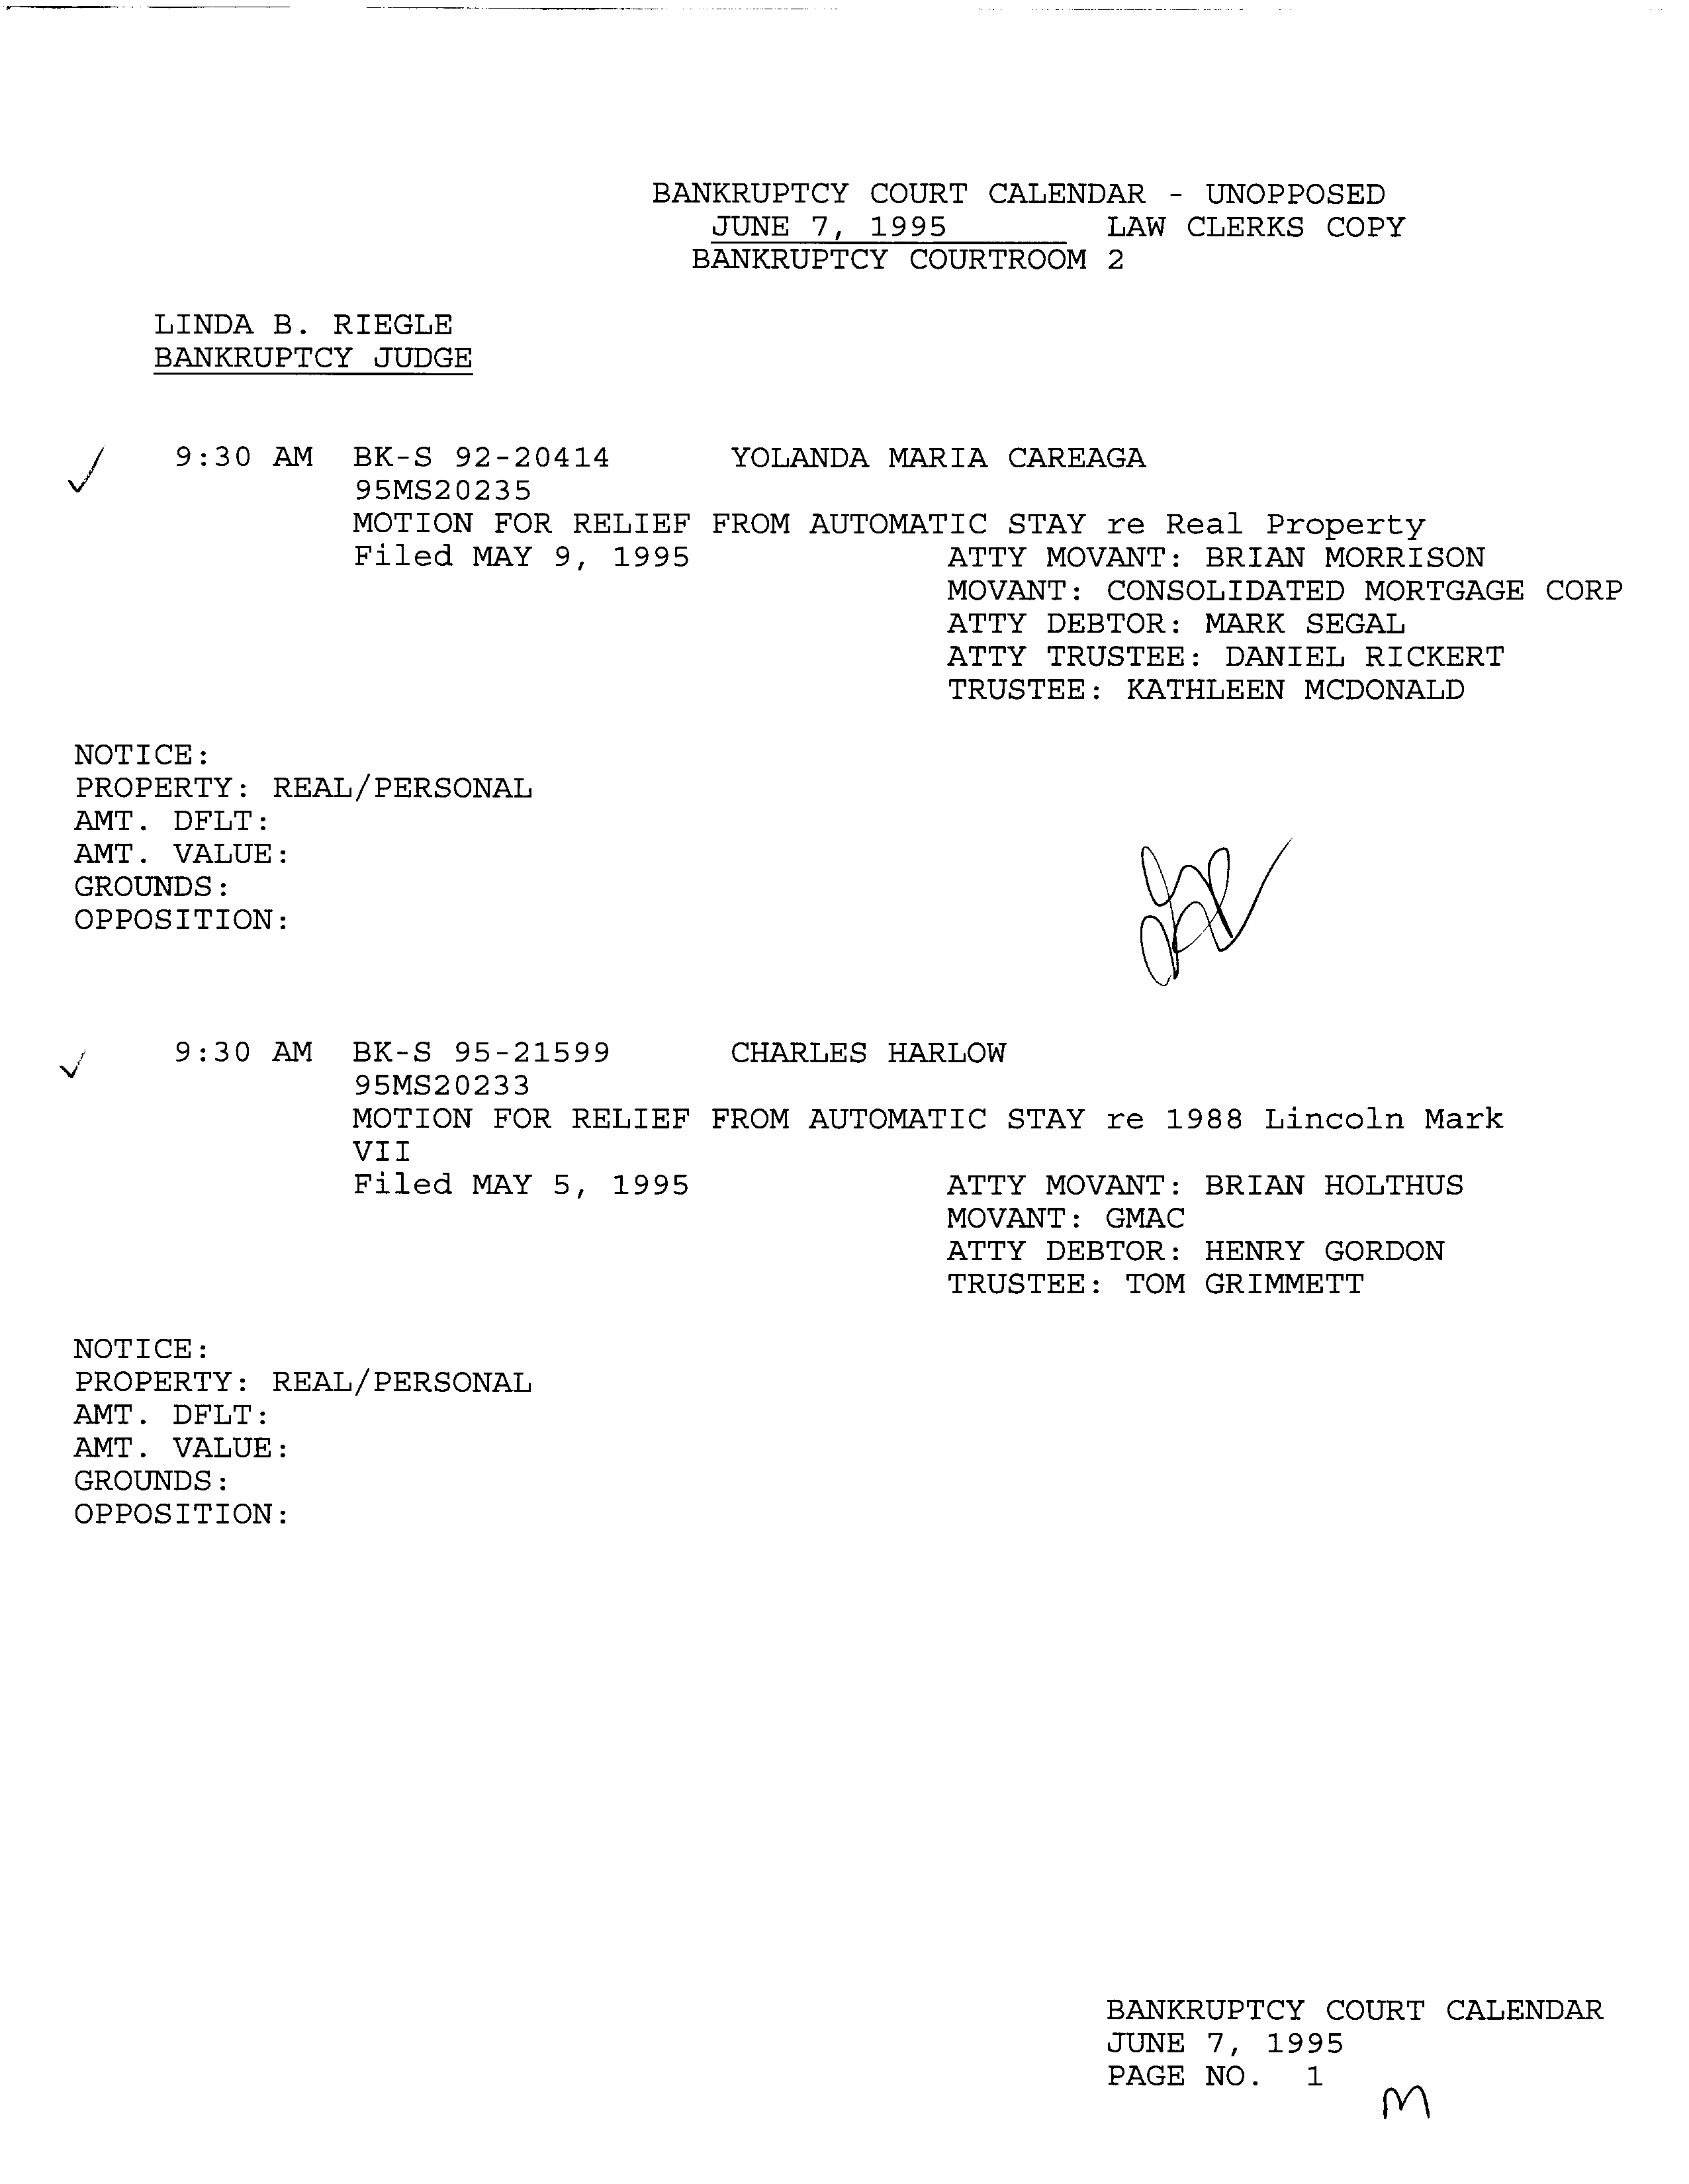 BANKRUPTCY COURT CALENDAR - UNOPPOSED
JUNE 7, 1995 LAW CLERKS COPY
BANKRUPTCY COURTROOM 2
LINDA B. RIEGLE
BANKRUPTCY JUDGE
9:30 AM BK-S 92-20414 YOLANDA MARIA CAREAGA
95MS20235
MOTION FOR RELIEF FROM AUTOMATIC STAY re Real Property
Filed MAY 9, 1995 ATTY MOVANT: BRIAN MORRISON
MOVANT: CONSOLIDATED MORTGAGE CORP
ATTY DEBTOR: MARK SEGAL
ATTY TRUSTEE: DANIEL RICKERT
TRUSTEE: KATHLEEN MCDONALD
NOTICE:
PROPERTY: REAL/PERSONAL
AMT. DFLT:
AMT. VALUE:
GROUNDS:
OPPOSITION:
9:30 AM BK-S 95-21599 CHARLES HARLOW
95MS20233
MOTION FOR RELIEF FROM AUTOMATIC STAY re 1988 Lincoln Mark
VII
Filed MAY 5, 1995 ATTY MOVANT: BRIAN HOLTHUS
MOVANT: GMAC
ATTY DEBTOR: HENRY GORDON
TRUSTEE: TOM GRIMMETT
NOTICE:
PROPERTY: REAL/PERSONAL
AMT. DFLT:
AMT. VALUE:
GROUNDS:
OPPOSITION:
BANKRUPTCY COURT CALENDAR
JUNE 7, 1995
PAGE NO. 1
M